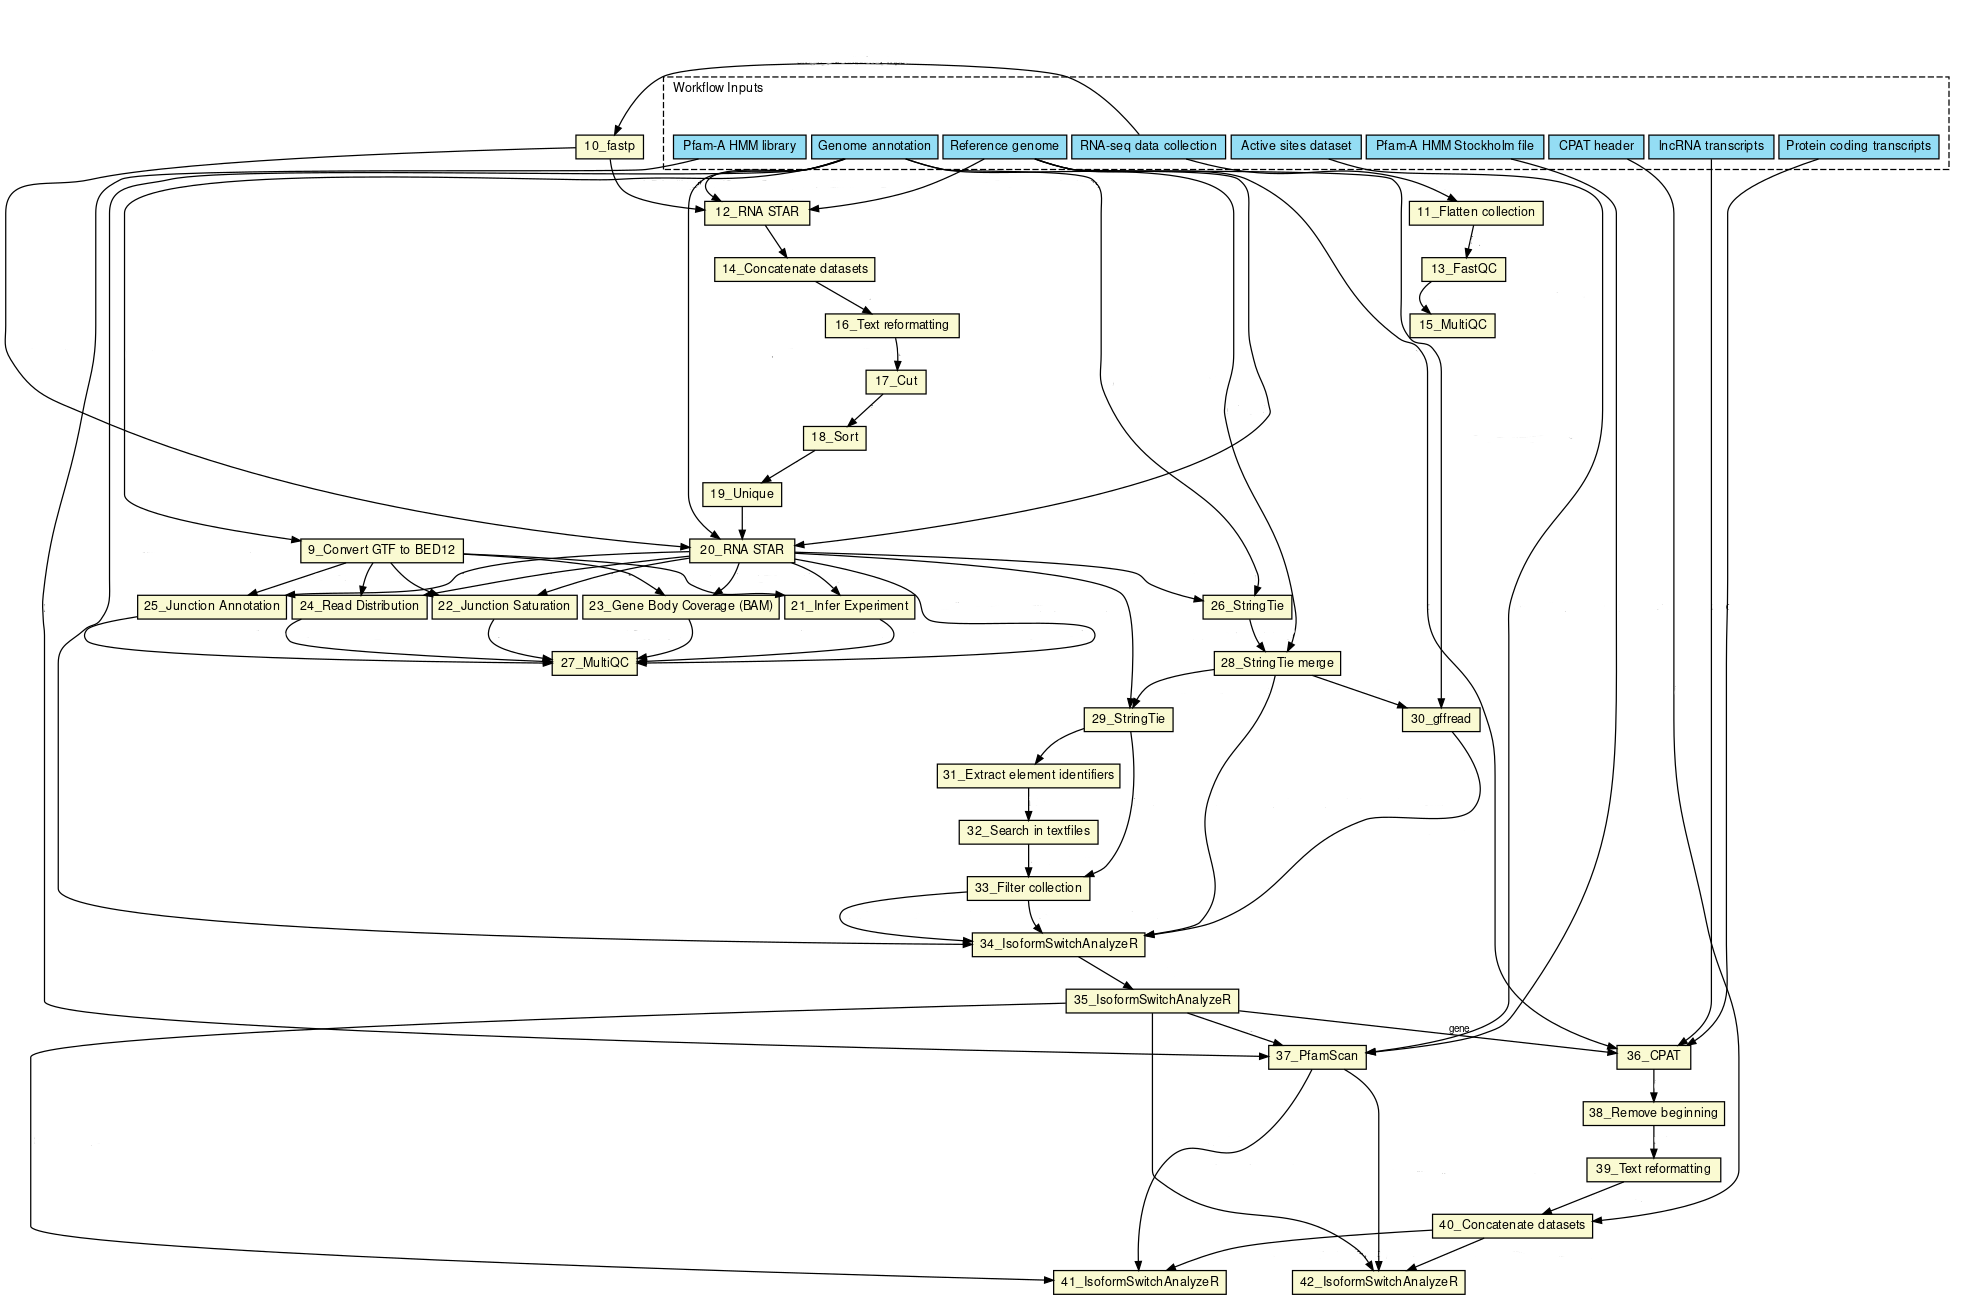 Workflow Inputs
10_fastp
Pfam-A HMM library
Genome annotation
Reference genome
RNA-seq data collection
Active sites dataset
Pfam-A HMM Stockholm file
CPAT header
lncRNA transcripts
Protein coding transcripts
12_RNA STAR
11_Flatten collection
14_Concatenate datasets
13_FastQC
16_Text reformatting
15_MultiQC
17_Cut
18_Sort
19_Unique
9_Convert GTF to BED12
20_RNA STAR
25_Junction Annotation
24_Read Distribution
22_Junction Saturation
23_Gene Body Coverage (BAM)
21_Infer Experiment
26_StringTie
27_MultiQC
28_StringTie merge
29_StringTie
30_gffread
31_Extract element identifiers
32_Search in textfiles
33_Filter collection
34_IsoformSwitchAnalyzeR
35_IsoformSwitchAnalyzeR
gene
37_PfamScan
36_CPAT
38_Remove beginning
39_Text reformatting
40_Concatenate datasets
41_IsoformSwitchAnalyzeR
42_IsoformSwitchAnalyzeR